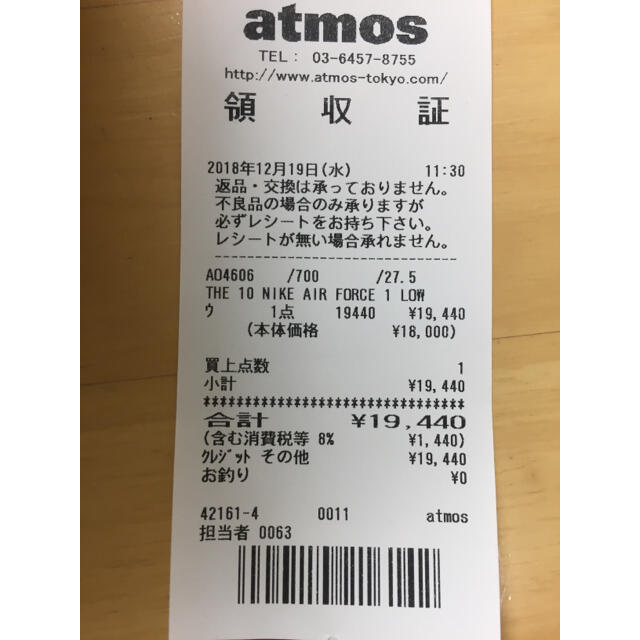 atmos
TEL： 03-6457-8755
http://www.atmos-tokyo.com/
領 収 証
2018年12月19日(水) 11:30
返品・交換は承っておりません。
不良品の場合のみ承りますが
必ずレシートをお持ち下さい。
レシートが無い場合承れません。
------------------------------
AO4606 /700 /27.5
THE 10 NIKE AIR FORCE 1 LOW
ウ 1点 19440 ¥19,440
(本体価格 ¥18,000)
買上点数 1
小計 ¥19,440
**********************************
合計 ¥19,440
(含む消費税等 8% ¥1,440)
ｸﾚｼﾞｯﾄ その他 ¥19,440
お釣り ¥0
42161-4 0011 atmos
担当者 0063